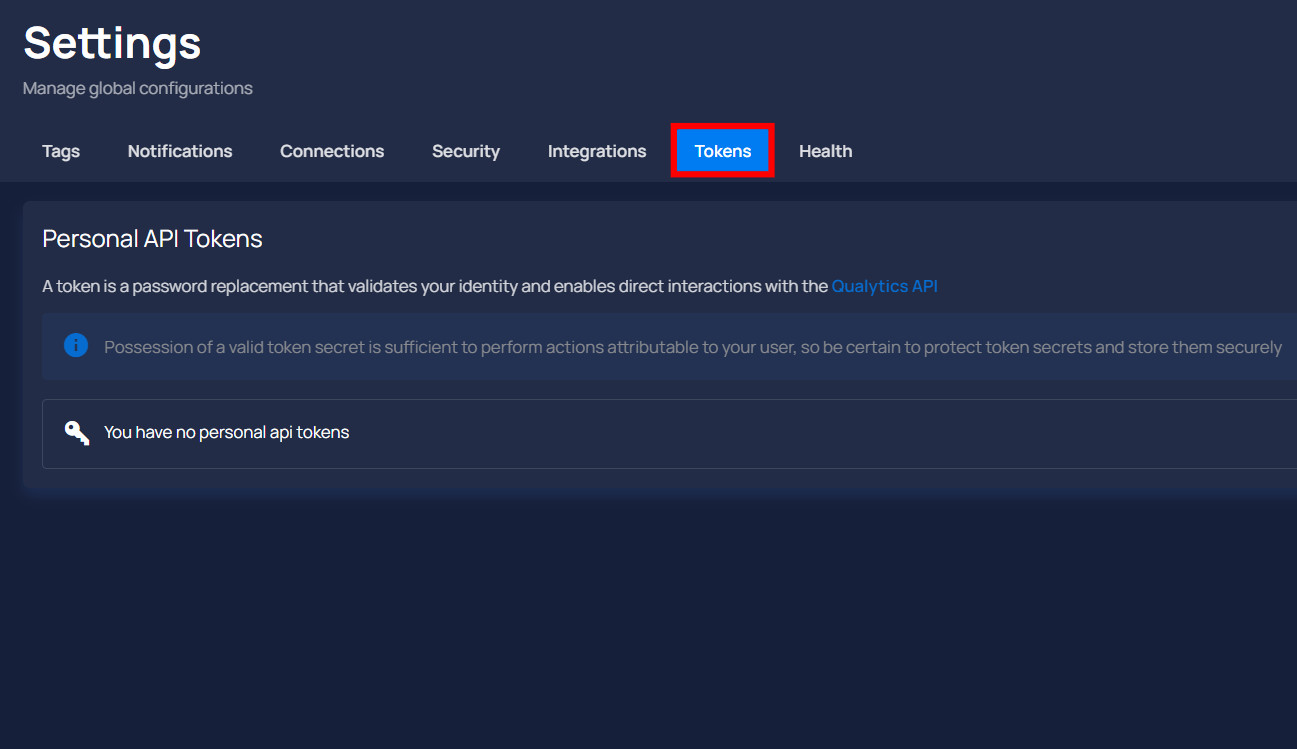 Settings
Manage global configurations
Tags Notifications Connections Security Integrations Tokens Health
Personal API Tokens
A token is a password replacement that validates your identity and enables direct interactions with the Qualytics API
Possession of a valid token secret is sufficient to perform actions attributable to your user, so be certain to protect token secrets and store them securely
You have no personal api tokens